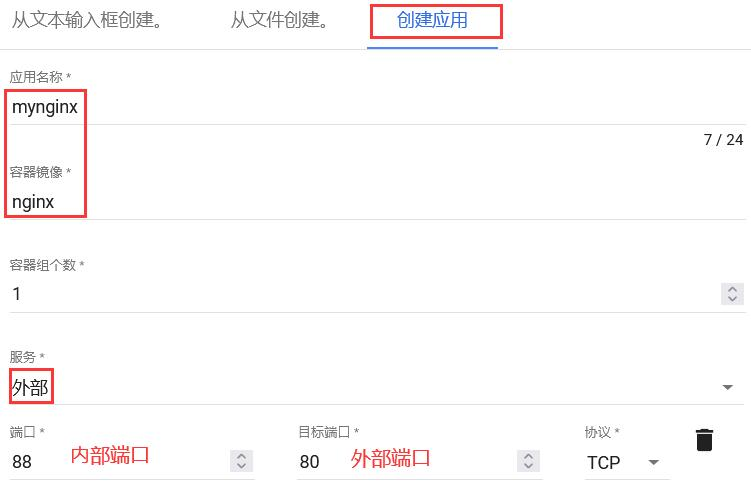 从文本输入框创建。 从文件创建。 创建应用
应用名称 *
mynginx
7 / 24
容器镜像 *
nginx
容器组个数 *
1
服务 *
外部
端口 * 目标端口 * 协议 *
88 内部端口 80 外部端口 TCP